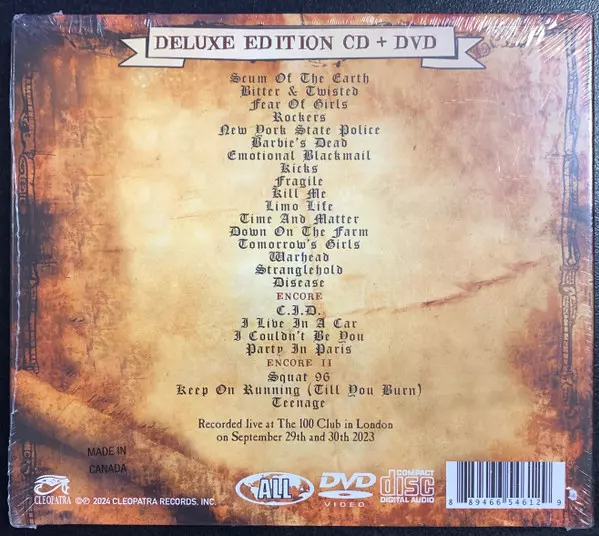 DELUXE EDITION CD + DVD
Scum Of The Earth
Bitter & Twisted
Fear Of Girls
Rockers
New York State Police
Barbie's Dead
Emotional Blackmail
Kicks
Fragile
Kill Me
Limo Life
Time And Matter
Down On The Farm
Tomorrow's Girls
Warhead
Stranglehold
Disease
ENCORE
C.I.D.
I Live In A Car
I Couldn't Be You
Party In Paris
ENCORE II
Squat 96
Keep On Running (Till You Burn)
Teenage
Recorded live at The 100 Club in London
on September 29th and 30th 2023
MADE IN
CANADA
CLEOPATRA
©℗ 2024 CLEOPATRA RECORDS, INC.
ALL
DVD
VIDEO
COMPACT
disc
DIGITAL AUDIO
8 89466 54612 9